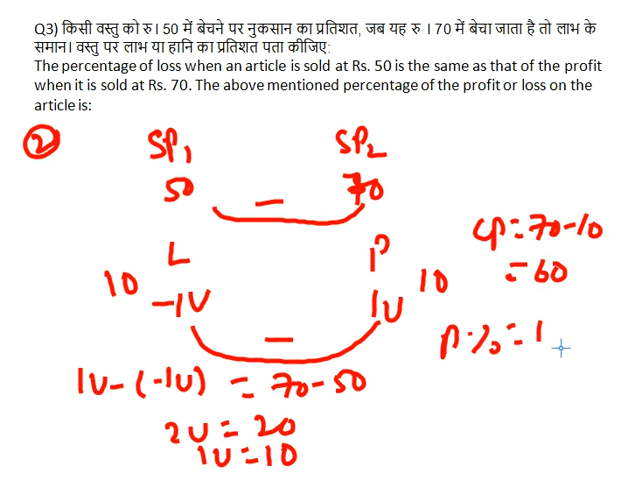 Q3) किसी वस्तु को रु। 50 में बेचने पर नुकसान का प्रतिशत, जब यह रु । 70 में बेचा जाता है तो लाभ के
समान। वस्तु पर लाभ या हानि का प्रतिशत पता कीजिए:
The percentage of loss when an article is sold at Rs. 50 is the same as that of the profit
when it is sold at Rs. 70. The above mentioned percentage of the profit or loss on the
article is:
② SP₁ SP₂
50 — 70
CP = 70-10
L P
= 60
10 -1U 1U 10
—
P.% = 1
1U-(-1U) = 70-50
2U = 20
1U = 10